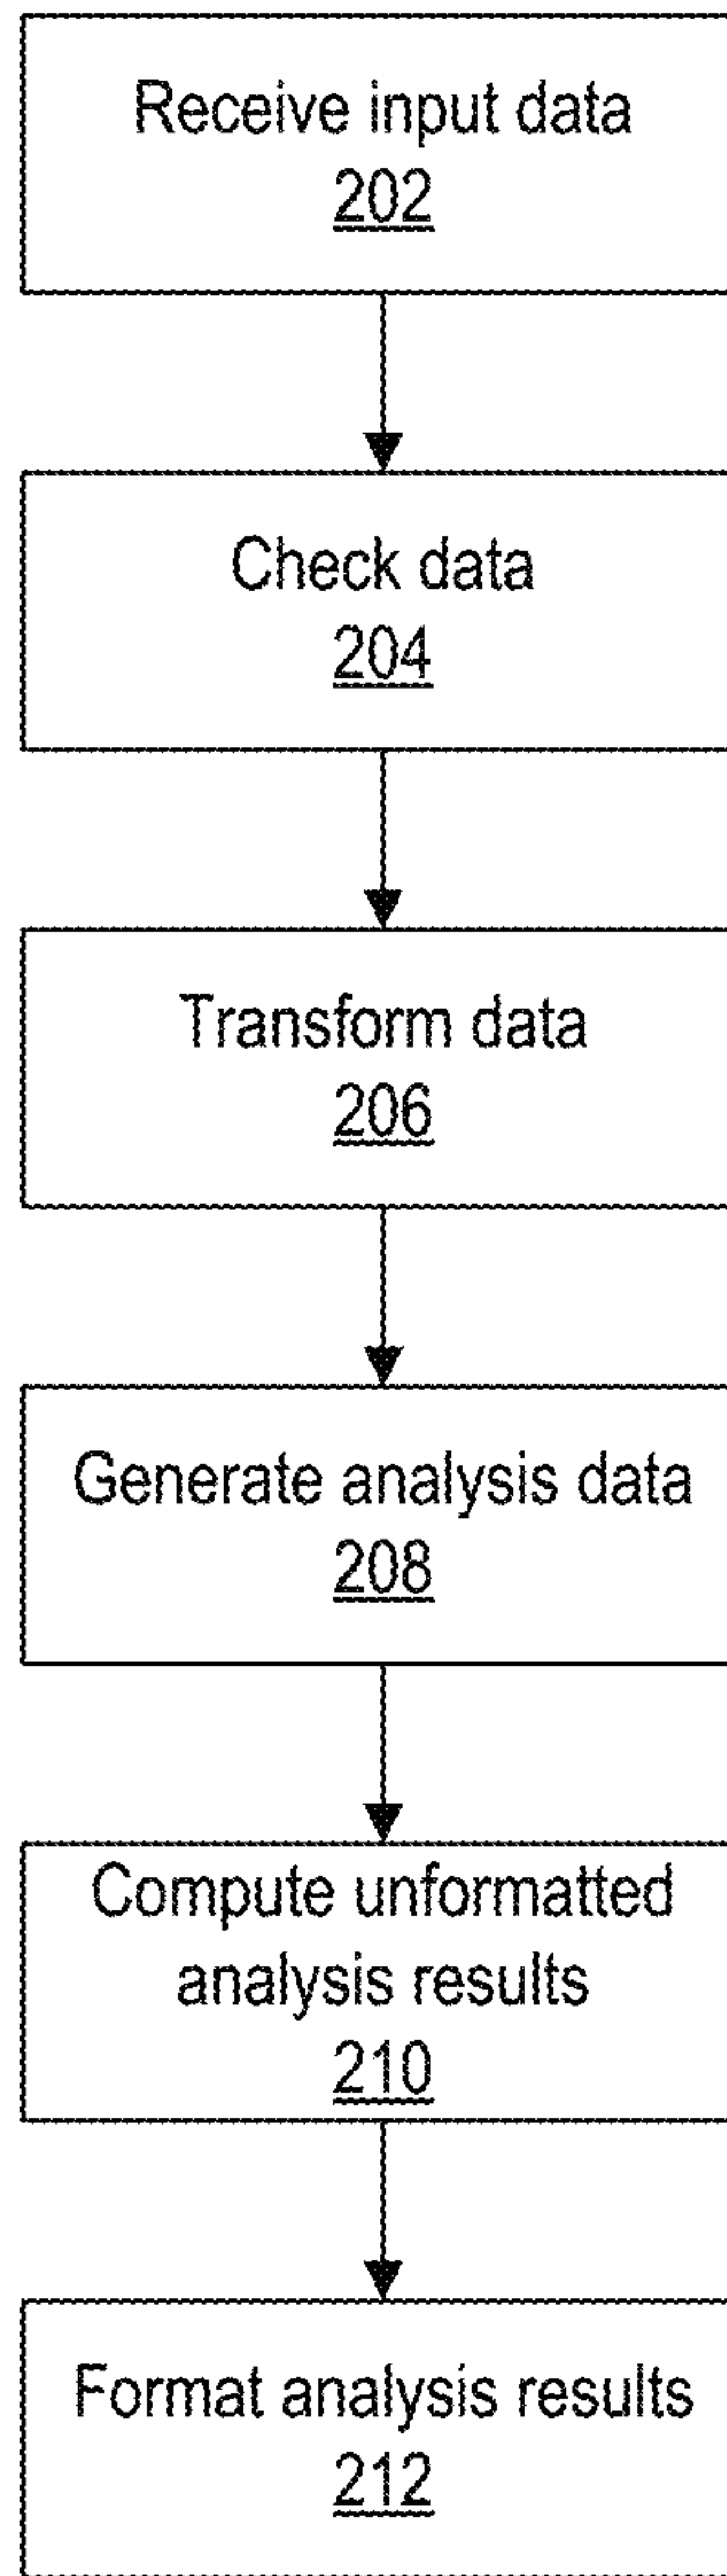 Receive input data
202
Check data
204
Transform data
206
Generate analysis data
208
Compute unformatted
analysis results
210
Format analysis results
212